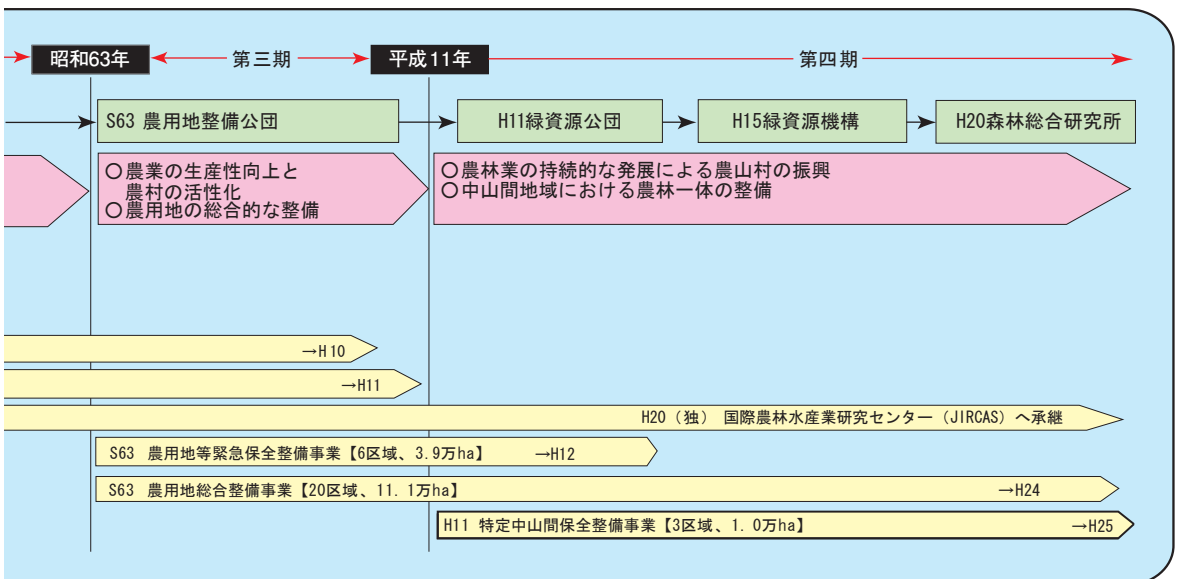 昭和63年
第三期
平成11年
第四期
S63 農用地整備公団
H11緑資源公団
H15緑資源機構
H20森林総合研究所
○農業の生産性向上と
農村の活性化
○農用地の総合的な整備
○農林業の持続的な発展による農山村の振興
○中山間地域における農林一体の整備
→H10
→H11
H20（独） 国際農林水産業研究センター（JIRCAS）へ承継
S63 農用地等緊急保全整備事業【6区域、3.9万ha】 →H12
S63 農用地総合整備事業【20区域、11.1万ha】 →H24
H11 特定中山間保全整備事業【3区域、1.0万ha】 →H25